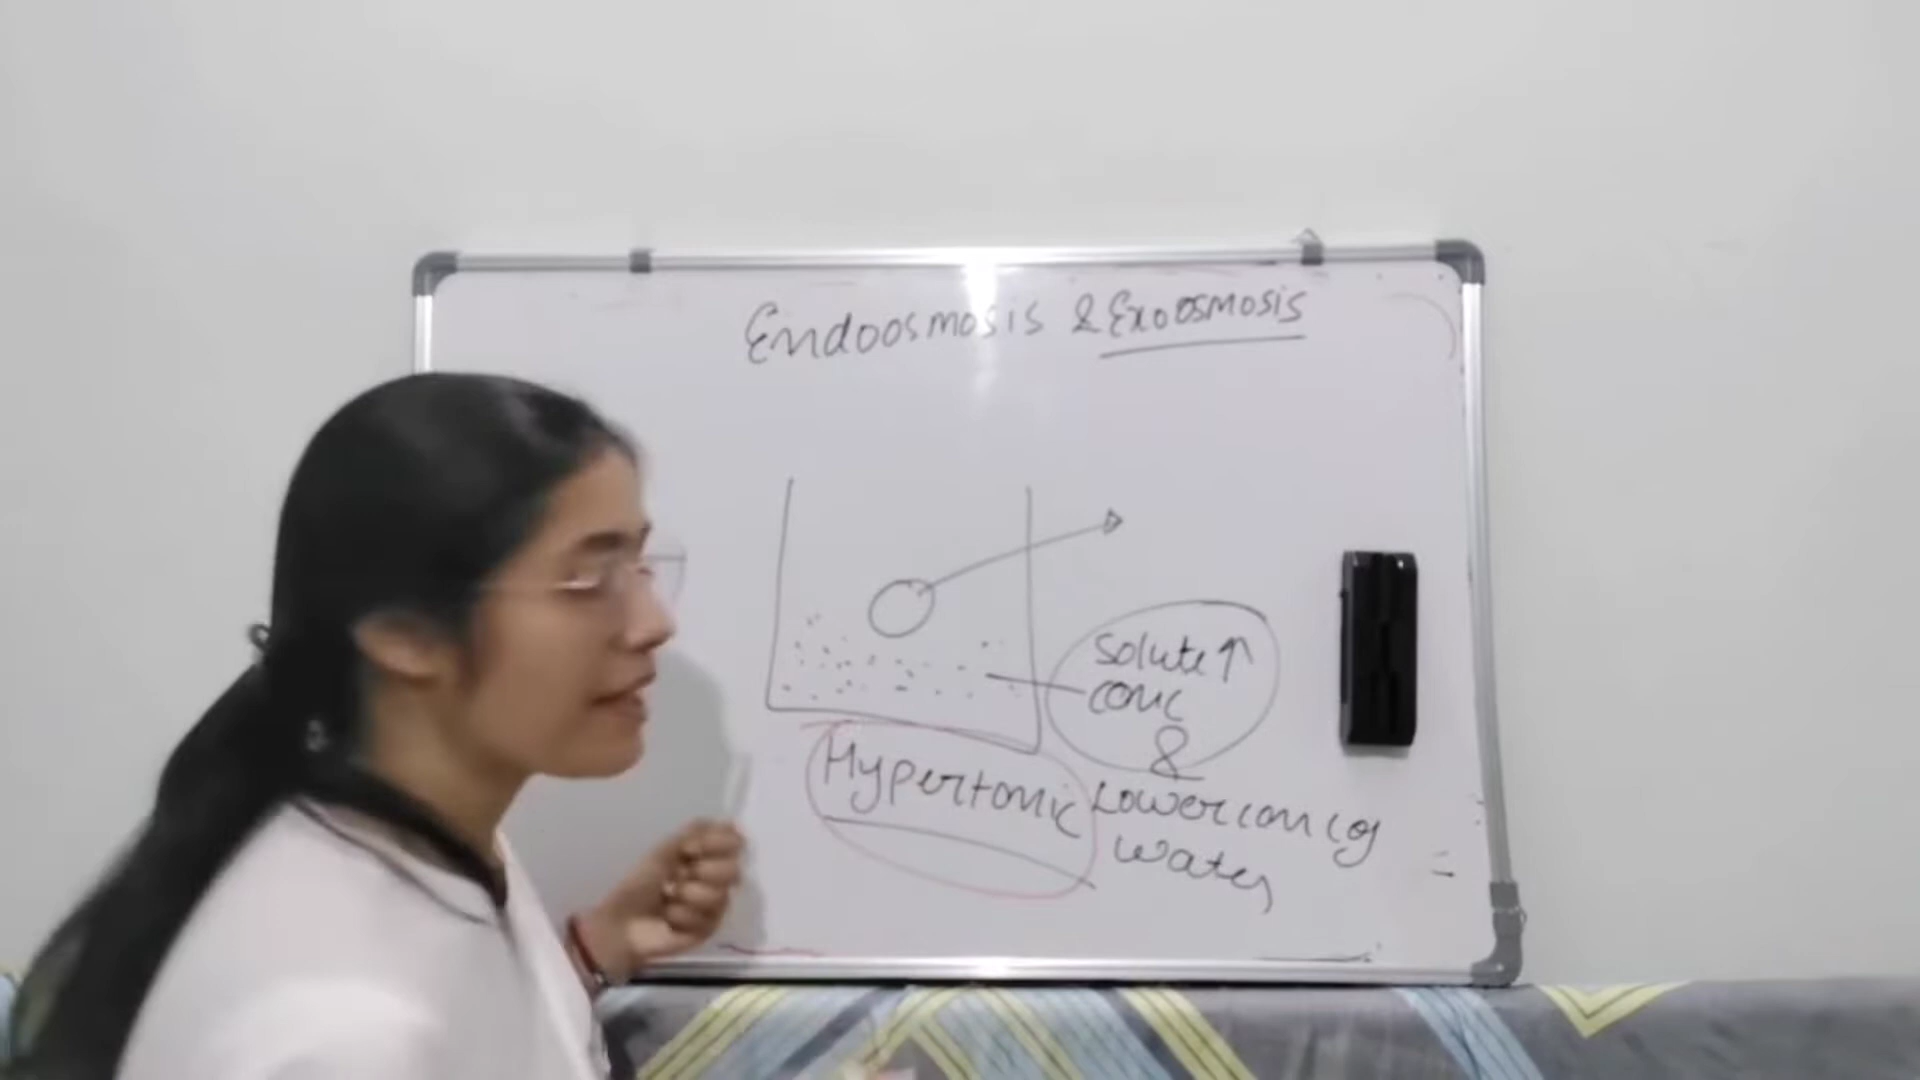 Endoosmosis & Exoosmosis
Solute ↑
conc
&
Hypertonic
Lower conc of
water